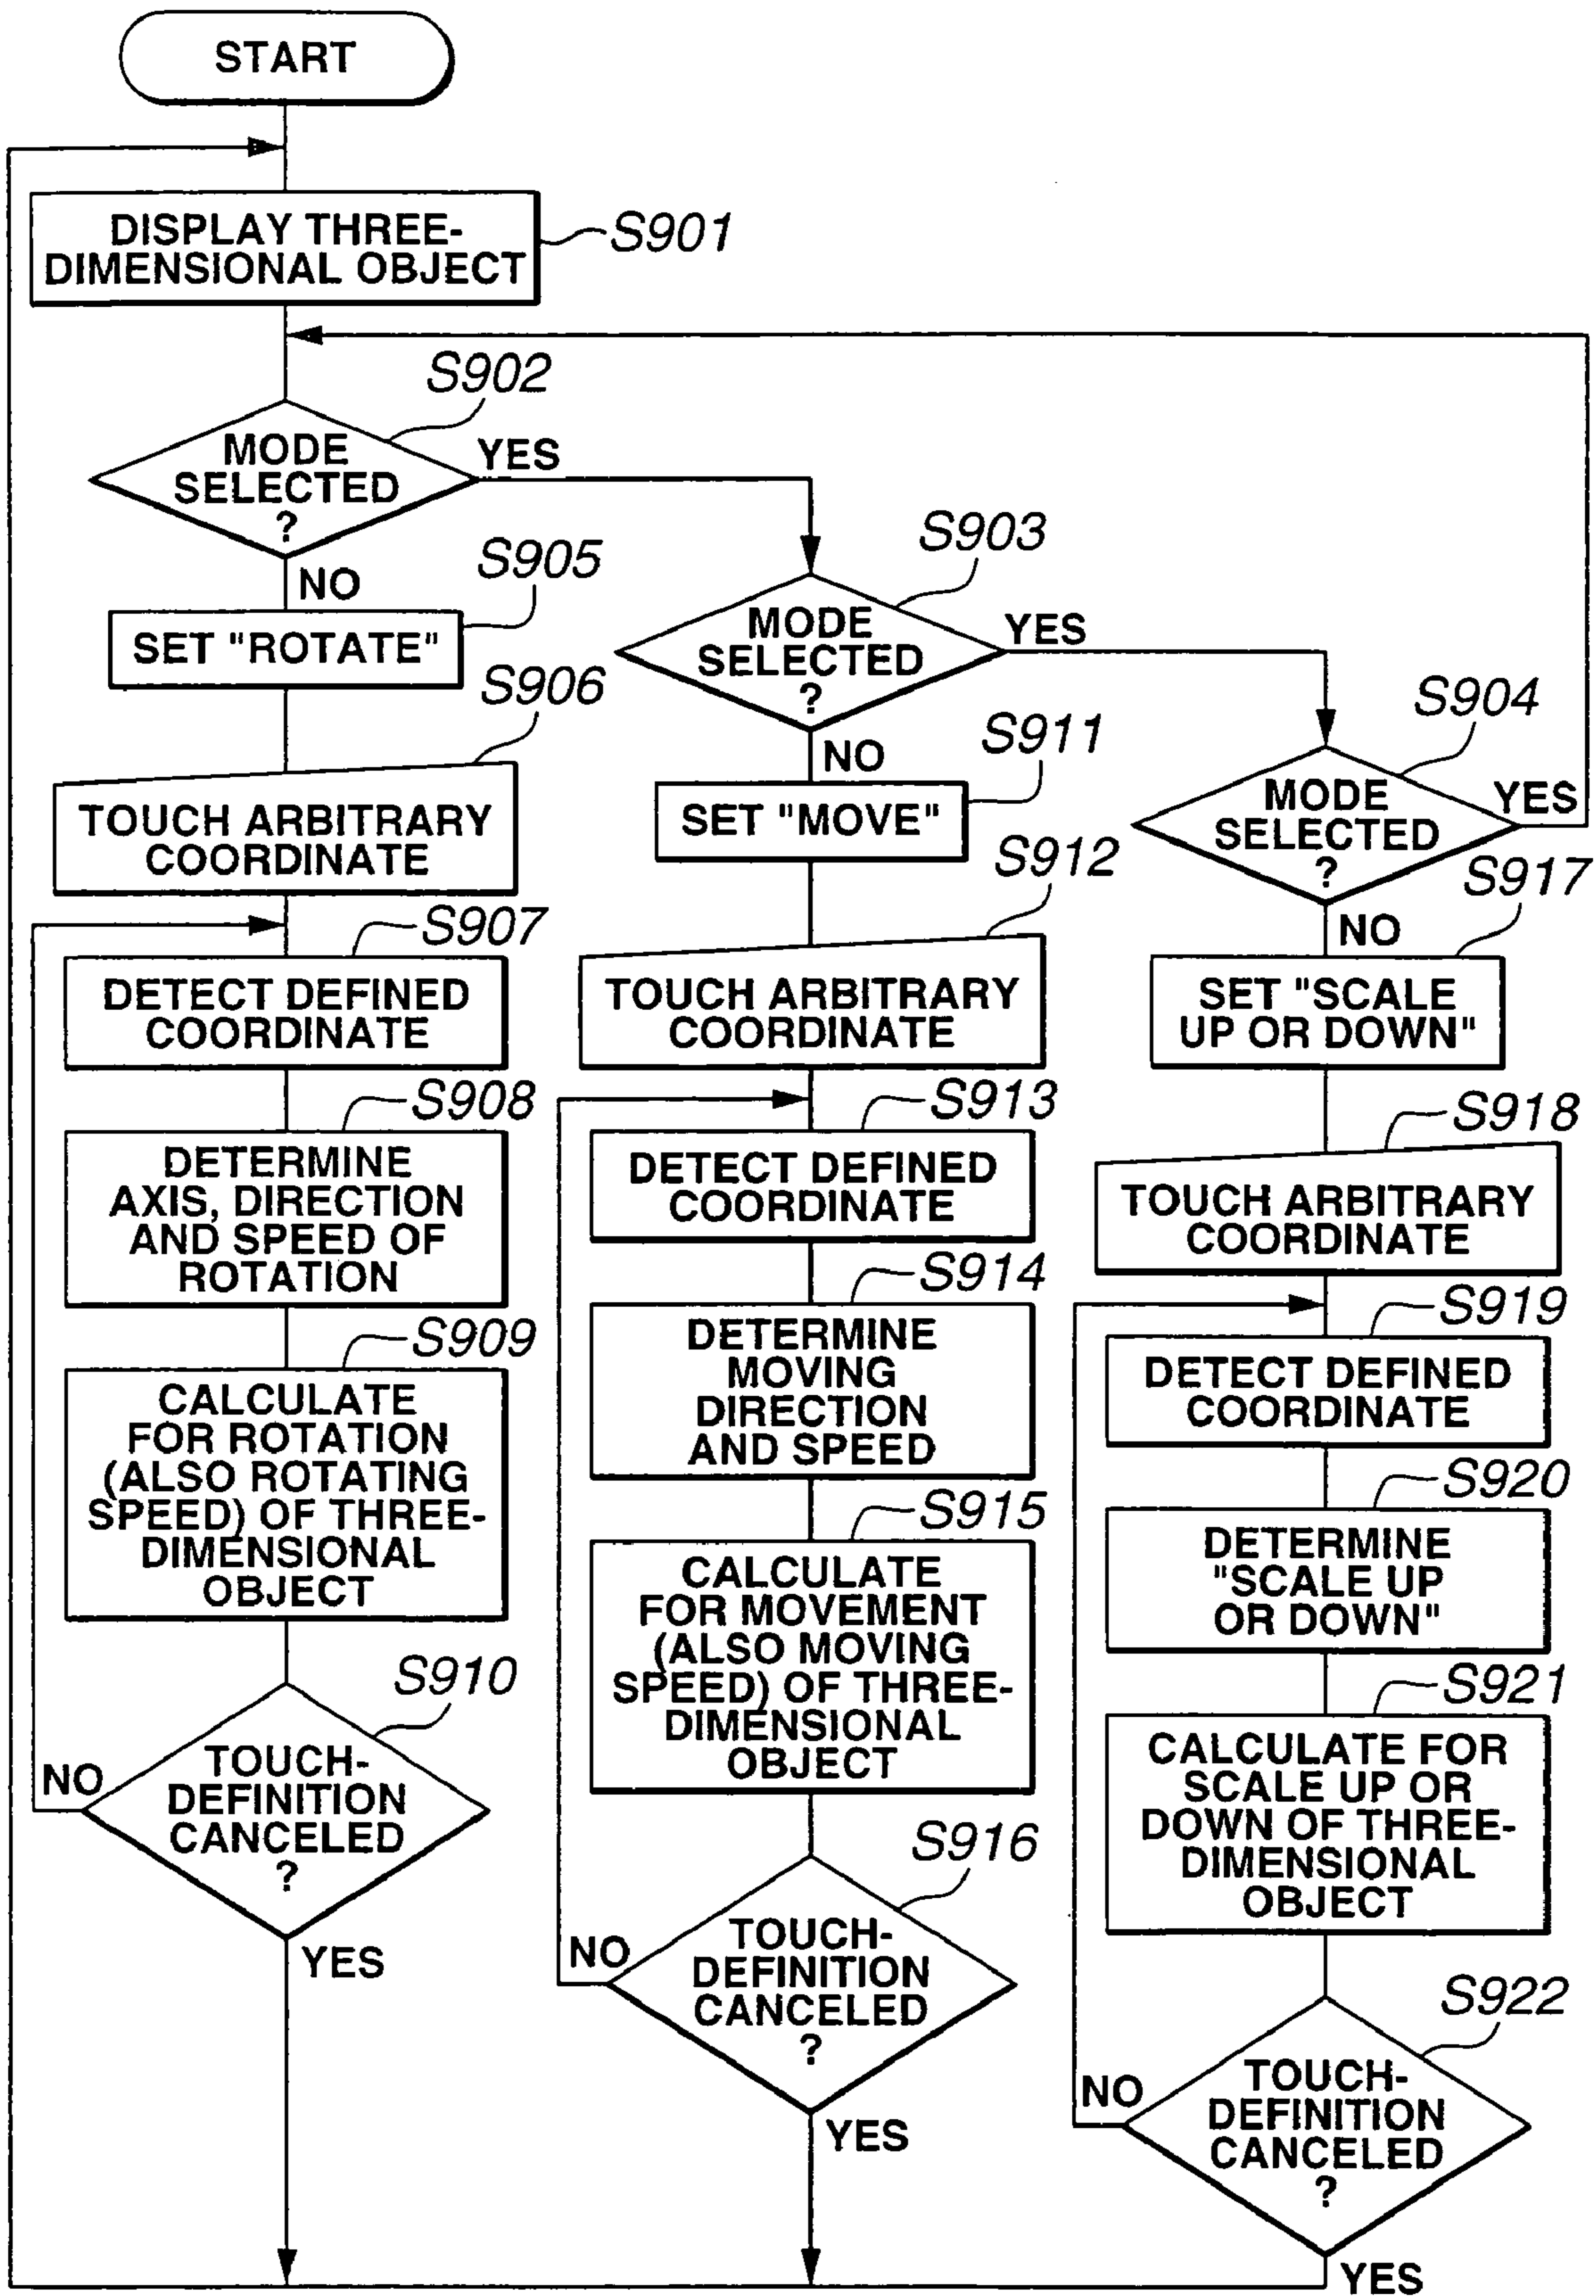 START
DISPLAY THREE-
DIMENSIONAL OBJECT
S901
S902
MODE
SELECTED
?
YES
NO
S905
SET "ROTATE"
S906
TOUCH ARBITRARY
COORDINATE
S907
DETECT DEFINED
COORDINATE
S908
DETERMINE
AXIS, DIRECTION
AND SPEED OF
ROTATION
S909
CALCULATE
FOR ROTATION
(ALSO ROTATING
SPEED) OF THREE-
DIMENSIONAL
OBJECT
S910
TOUCH-
DEFINITION
CANCELED
?
NO
YES
S903
MODE
SELECTED
?
YES
NO
S911
SET "MOVE"
S912
TOUCH ARBITRARY
COORDINATE
S913
DETECT DEFINED
COORDINATE
S914
DETERMINE
MOVING
DIRECTION
AND SPEED
S915
CALCULATE
FOR MOVEMENT
(ALSO MOVING
SPEED) OF THREE-
DIMENSIONAL
OBJECT
S916
TOUCH-
DEFINITION
CANCELED
?
NO
YES
S904
MODE
SELECTED
?
YES
NO
S917
SET "SCALE
UP OR DOWN"
S918
TOUCH ARBITRARY
COORDINATE
S919
DETECT DEFINED
COORDINATE
S920
DETERMINE
"SCALE UP
OR DOWN"
S921
CALCULATE FOR
SCALE UP OR
DOWN OF THREE-
DIMENSIONAL
OBJECT
S922
TOUCH-
DEFINITION
CANCELED
?
NO
YES